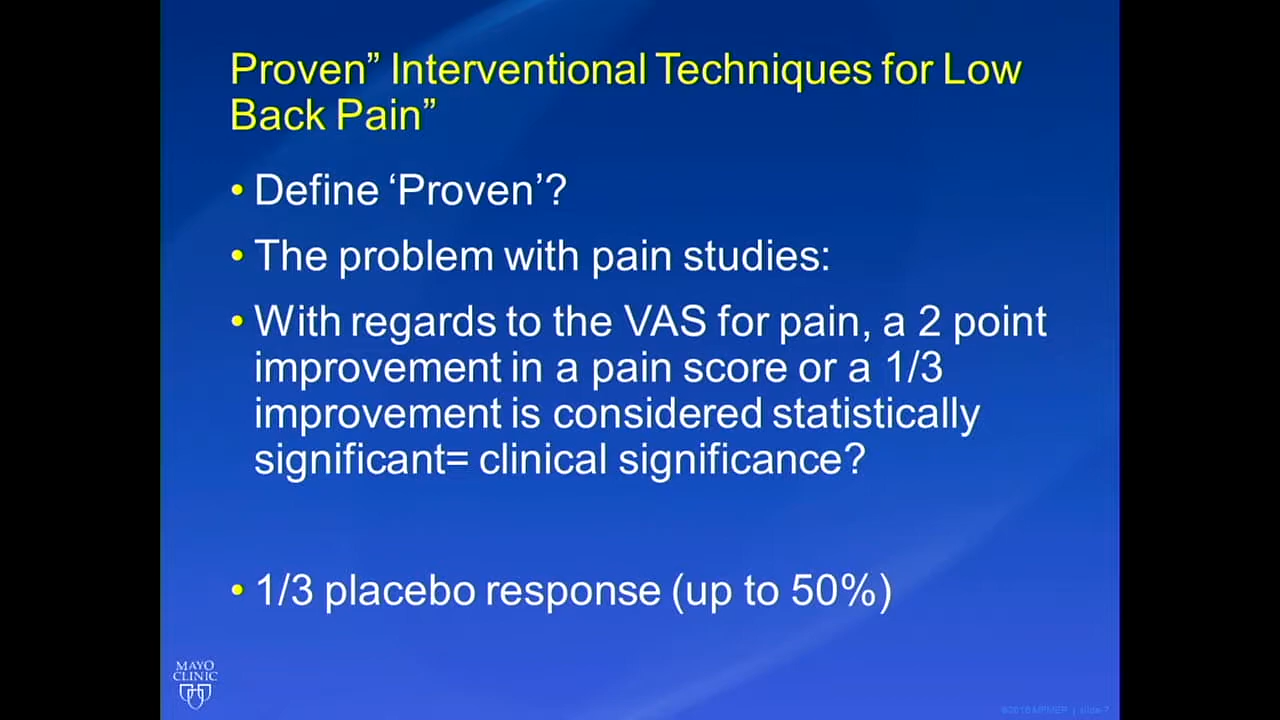 Proven” Interventional Techniques for Low
Back Pain”
• Define ‘Proven’?
• The problem with pain studies:
• With regards to the VAS for pain, a 2 point
improvement in a pain score or a 1/3
improvement is considered statistically
significant= clinical significance?
• 1/3 placebo response (up to 50%)
MAYO
CLINIC
slide-7